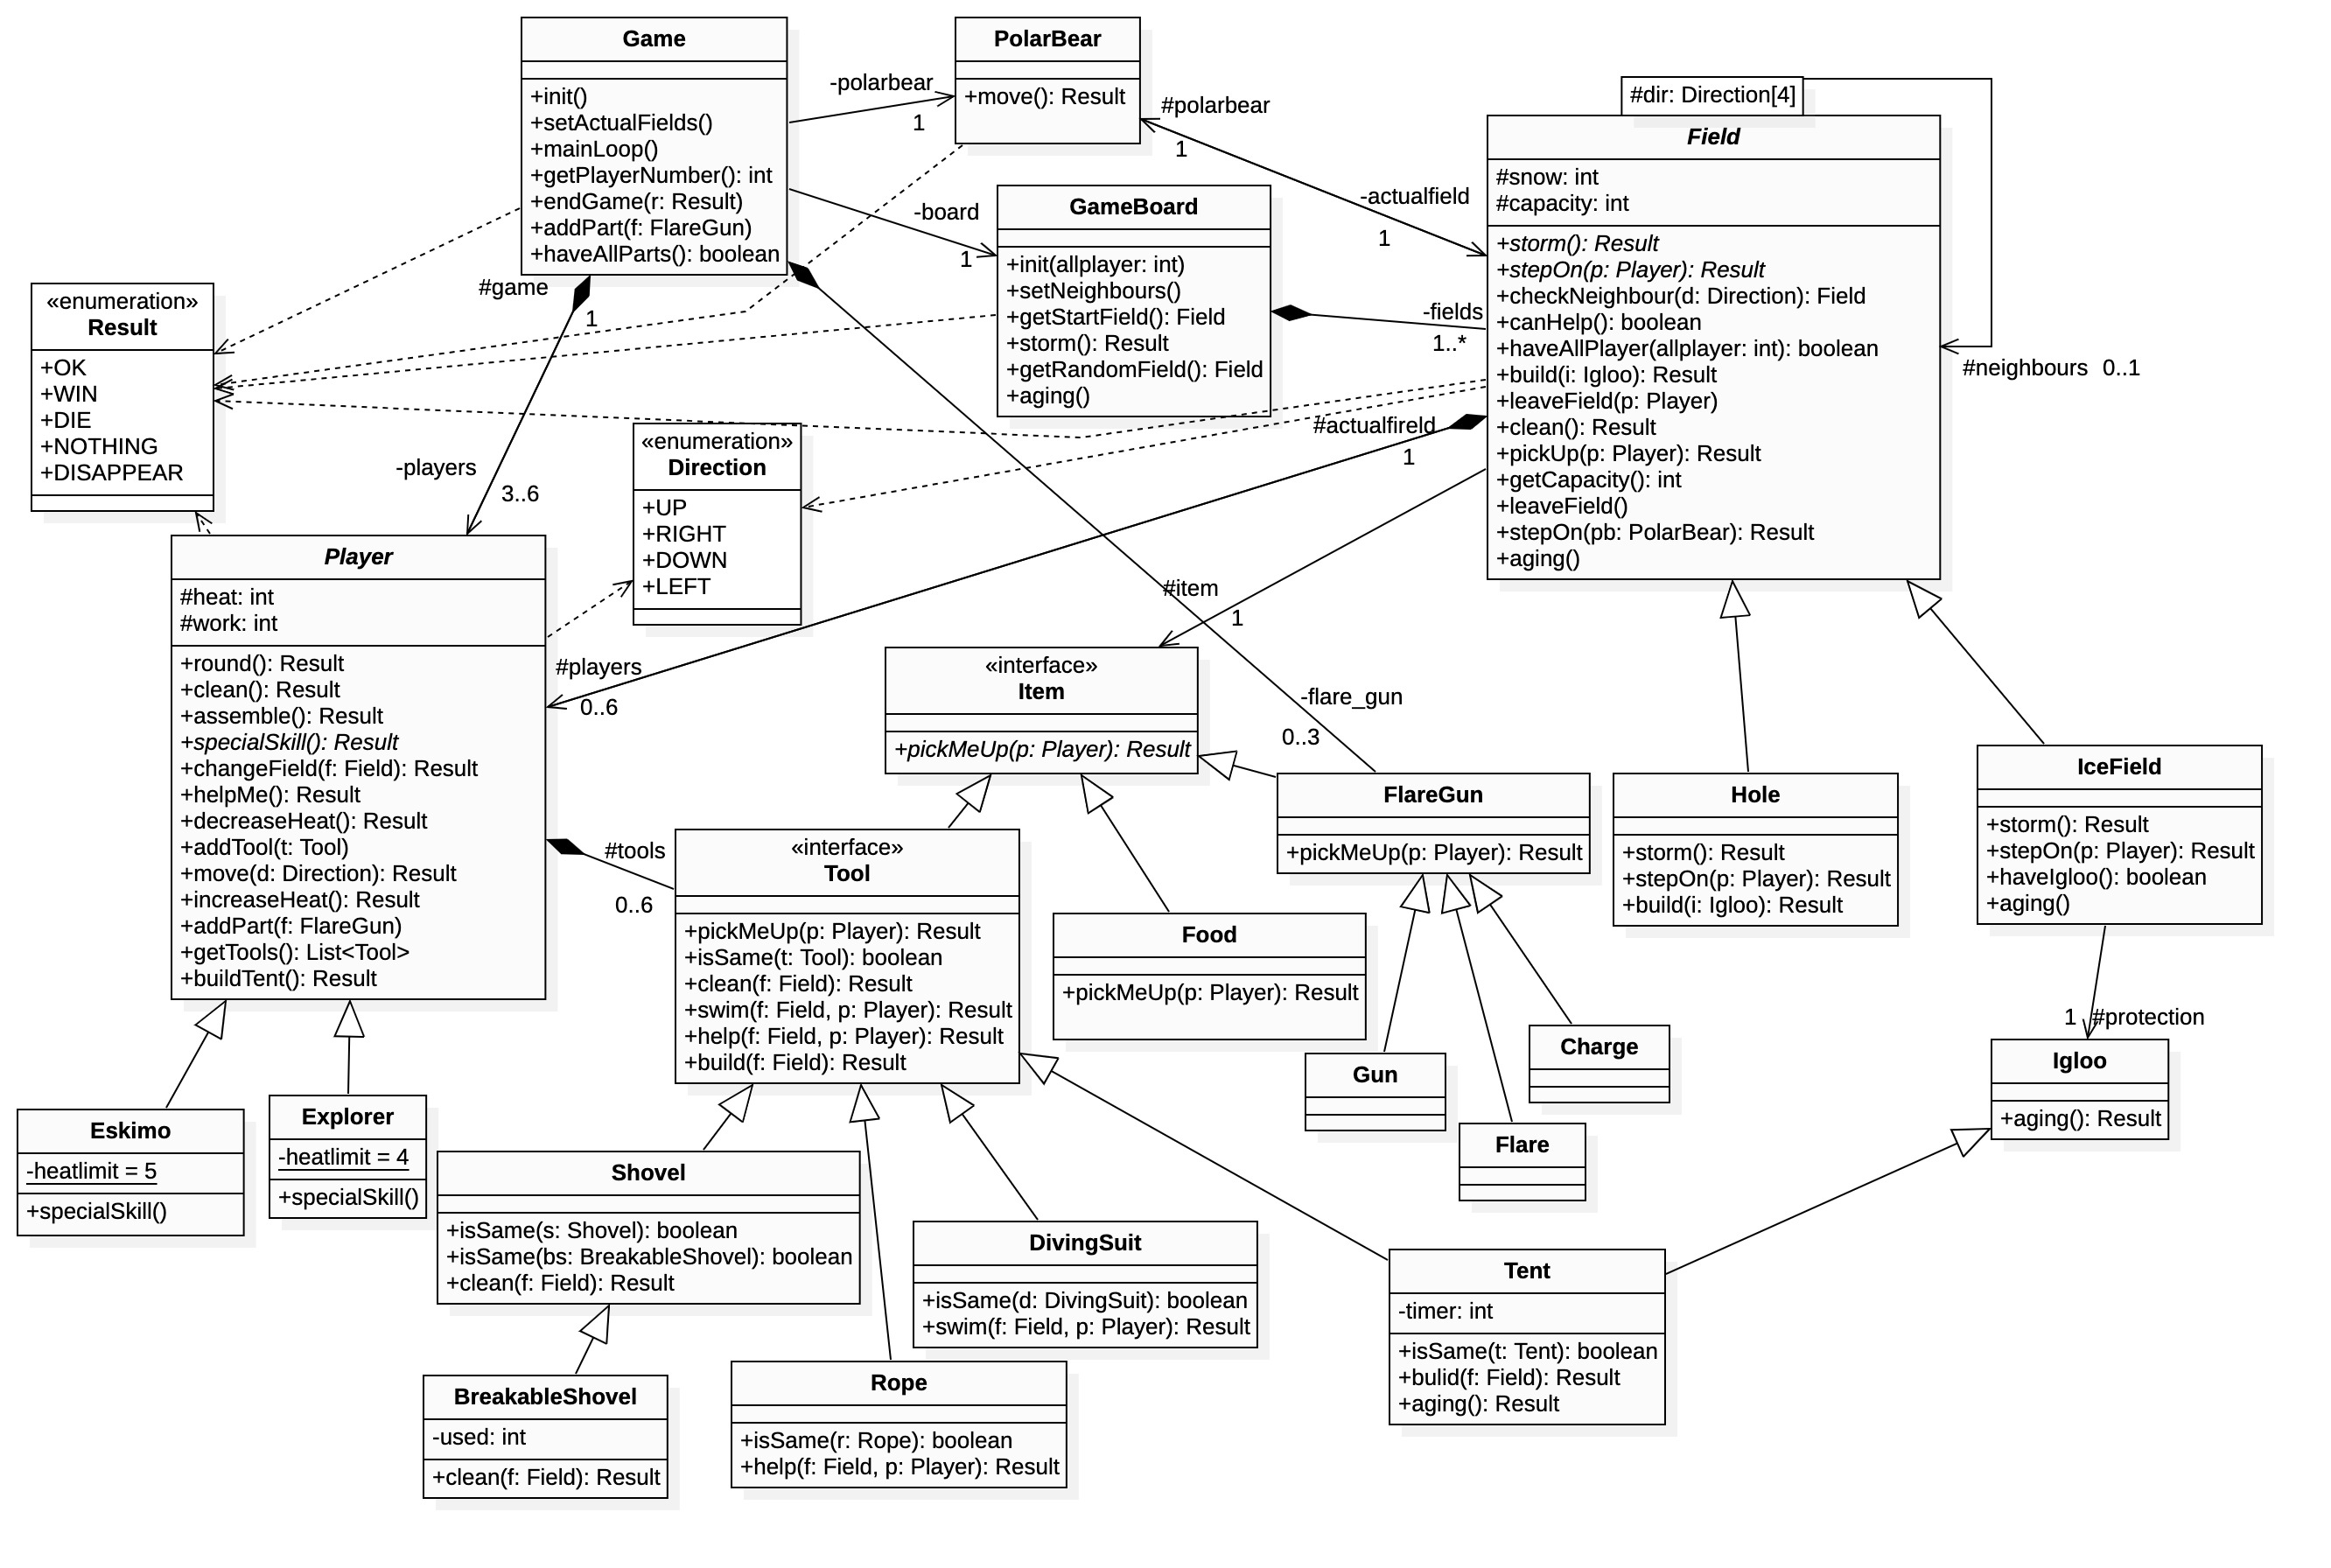 Game
+init()
+setActualFields()
+mainLoop()
+getPlayerNumber(): int
+endGame(r: Result)
+addPart(f: FlareGun)
+haveAllParts(): boolean
-polarbear
1
PolarBear
+move(): Result
#polarbear
1
-actualfield
1
-board
1
GameBoard
+init(allplayer: int)
+setNeighbours()
+getStartField(): Field
+storm(): Result
+getRandomField(): Field
+aging()
-fields
1..*
#dir: Direction[4]
Field
#snow: int
#capacity: int
+storm(): Result
+stepOn(p: Player): Result
+checkNeighbour(d: Direction): Field
+canHelp(): boolean
+haveAllPlayer(allplayer: int): boolean
+build(i: Igloo): Result
+leaveField(p: Player)
+clean(): Result
+pickUp(p: Player): Result
+getCapacity(): int
+leaveField()
+stepOn(pb: PolarBear): Result
+aging()
#neighbours 0..1
#game
1
-players
3..6
«enumeration»
Result
+OK
+WIN
+DIE
+NOTHING
+DISAPPEAR
«enumeration»
Direction
+UP
+RIGHT
+DOWN
+LEFT
#actualfireld
1
#players
0..6
#item
1
-flare_gun
0..3
Player
#heat: int
#work: int
+round(): Result
+clean(): Result
+assemble(): Result
+specialSkill(): Result
+changeField(f: Field): Result
+helpMe(): Result
+decreaseHeat(): Result
+addTool(t: Tool)
+move(d: Direction): Result
+increaseHeat(): Result
+addPart(f: FlareGun)
+getTools(): List<Tool>
+buildTent(): Result
#tools
0..6
«interface»
Item
+pickMeUp(p: Player): Result
«interface»
Tool
+pickMeUp(p: Player): Result
+isSame(t: Tool): boolean
+clean(f: Field): Result
+swim(f: Field, p: Player): Result
+help(f: Field, p: Player): Result
+build(f: Field): Result
Food
+pickMeUp(p: Player): Result
FlareGun
+pickMeUp(p: Player): Result
Hole
+storm(): Result
+stepOn(p: Player): Result
+build(i: Igloo): Result
IceField
+storm(): Result
+stepOn(p: Player): Result
+haveIgloo(): boolean
+aging()
1 #protection
Igloo
+aging(): Result
Gun
Flare
Charge
Eskimo
-heatlimit = 5
+specialSkill()
Explorer
-heatlimit = 4
+specialSkill()
Shovel
+isSame(s: Shovel): boolean
+isSame(bs: BreakableShovel): boolean
+clean(f: Field): Result
DivingSuit
+isSame(d: DivingSuit): boolean
+swim(f: Field, p: Player): Result
Tent
-timer: int
+isSame(t: Tent): boolean
+bulid(f: Field): Result
+aging(): Result
BreakableShovel
-used: int
+clean(f: Field): Result
Rope
+isSame(r: Rope): boolean
+help(f: Field, p: Player): Result